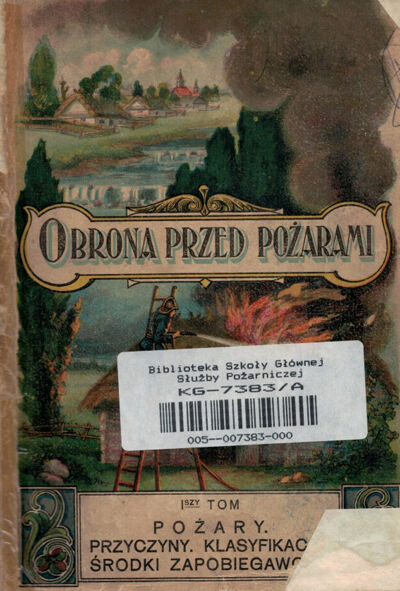 OBRONA PRZED POŻARAMI
Biblioteka Szkoły Głównej
Służby Pożarniczej
KG-7383/A
005--007383-000
ISZY TOM
POŻARY.
PRZYCZYNY. KLASYFIKAC
ŚRODKI ZAPOBIEGAWC